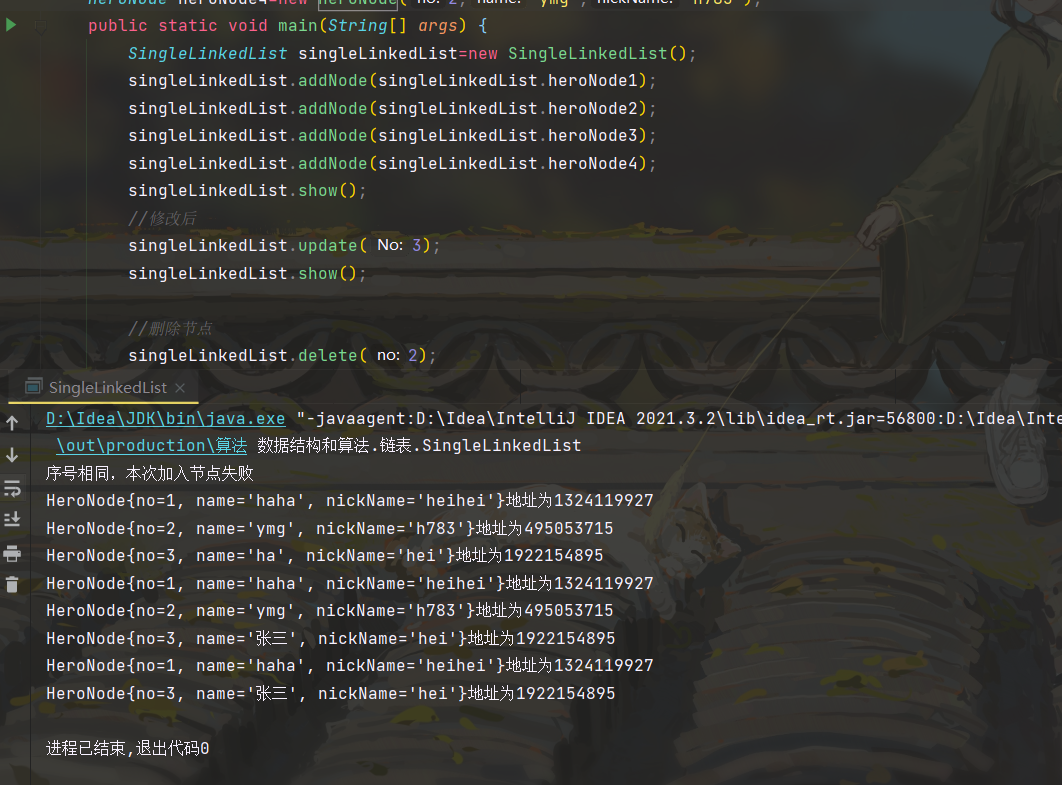 HeroNode heroNode4=new HeroNode( no: 2, name: "ymg", nickName: "h783");
public static void main(String[] args) {
SingleLinkedList singleLinkedList=new SingleLinkedList();
singleLinkedList.addNode(singleLinkedList.heroNode1);
singleLinkedList.addNode(singleLinkedList.heroNode2);
singleLinkedList.addNode(singleLinkedList.heroNode3);
singleLinkedList.addNode(singleLinkedList.heroNode4);
singleLinkedList.show();
//修改后
singleLinkedList.update( No: 3);
singleLinkedList.show();
//删除节点
singleLinkedList.delete( no: 2);
SingleLinkedList ×
D:\Idea\JDK\bin\java.exe "-javaagent:D:\Idea\IntelliJ IDEA 2021.3.2\lib\idea_rt.jar=56800:D:\Idea\Inte
\out\production\算法 数据结构和算法.链表.SingleLinkedList
序号相同，本次加入节点失败
HeroNode{no=1, name='haha', nickName='heihei'}地址为1324119927
HeroNode{no=2, name='ymg', nickName='h783'}地址为495053715
HeroNode{no=3, name='ha', nickName='hei'}地址为1922154895
HeroNode{no=1, name='haha', nickName='heihei'}地址为1324119927
HeroNode{no=2, name='ymg', nickName='h783'}地址为495053715
HeroNode{no=3, name='张三', nickName='hei'}地址为1922154895
HeroNode{no=1, name='haha', nickName='heihei'}地址为1324119927
HeroNode{no=3, name='张三', nickName='hei'}地址为1922154895
进程已结束,退出代码0